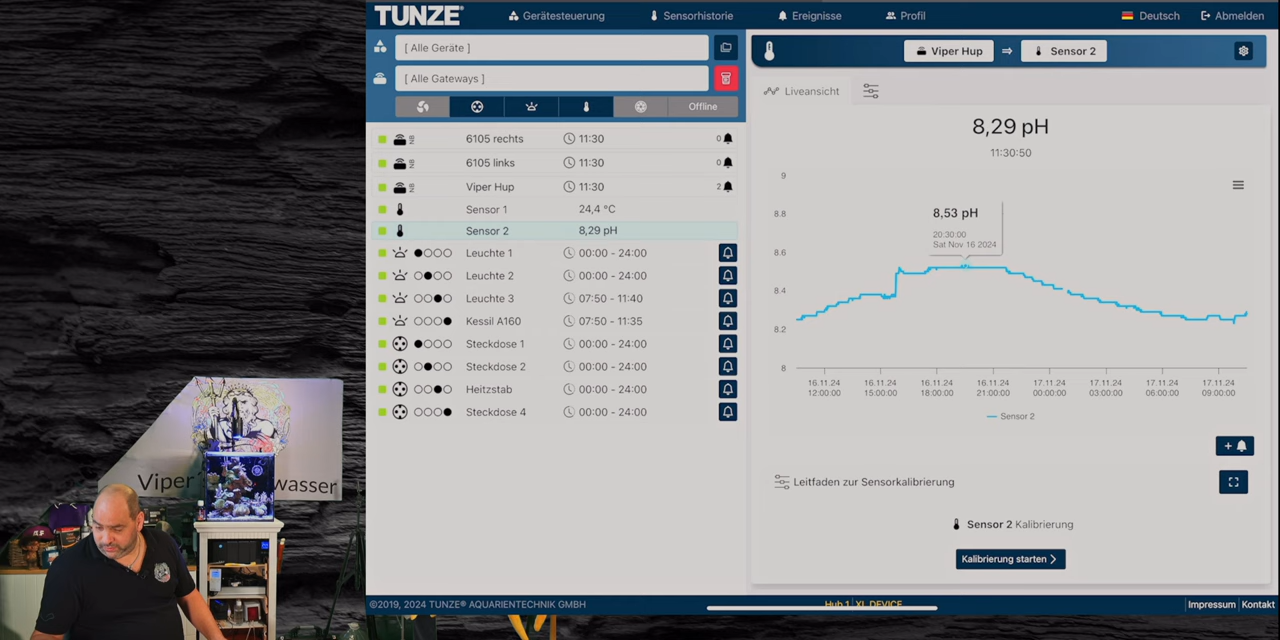 TUNZE®
Gerätesteuerung
Sensorhistorie
Ereignisse
Profil
Deutsch
Abmelden
[ Alle Geräte ]
[ Alle Gateways ]
Offline
NB 6105 rechts 11:30 0
NB 6105 links 11:30 0
NB Viper Hup 11:30 2
Sensor 1 24,4 °C
Sensor 2 8,29 pH
Leuchte 1 00:00 - 24:00
Leuchte 2 00:00 - 24:00
Leuchte 3 07:50 - 11:40
Kessil A160 07:50 - 11:35
Steckdose 1 00:00 - 24:00
Steckdose 2 00:00 - 24:00
Heitzstab 00:00 - 24:00
Steckdose 4 00:00 - 24:00
Viper Hup
Sensor 2
Liveansicht
8,29 pH
11:30:50
9
8.8
8.6
8.4
8.2
8
8,53 pH
20:30:00
Sat Nov 16 2024
16.11.24 16.11.24 16.11.24 16.11.24 17.11.24 17.11.24 17.11.24 17.11.24
12:00:00 15:00:00 18:00:00 21:00:00 00:00:00 03:00:00 06:00:00 09:00:00
Sensor 2
+
Leitfaden zur Sensorkalibrierung
Sensor 2 Kalibrierung
Kalibrierung starten
©2019, 2024 TUNZE® AQUARIENTECHNIK GMBH
Hub 1 | XL DEVICE
Impressum
Kontakt
Viper
wasser